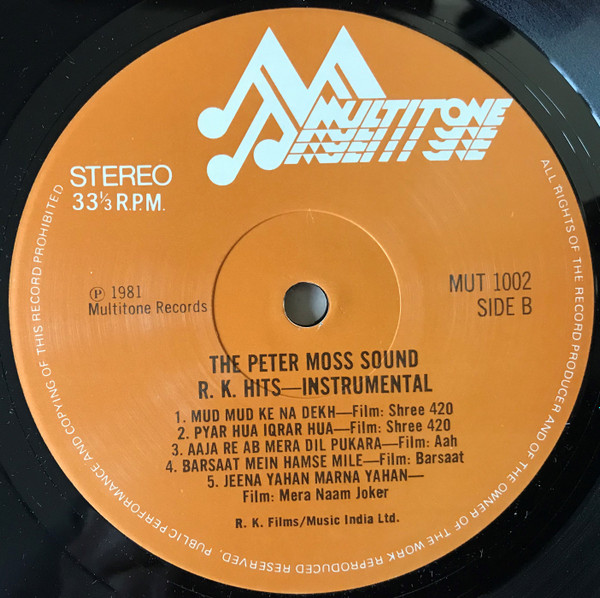 MULTITONE
STEREO
33⅓ R.P.M.
℗ 1981
Multitone Records
MUT 1002
SIDE B
THE PETER MOSS SOUND
R. K. HITS—INSTRUMENTAL
1. MUD MUD KE NA DEKH—Film: Shree 420
2. PYAR HUA IQRAR HUA—Film: Shree 420
3. AAJA RE AB MERA DIL PUKARA—Film: Aah
4. BARSAAT MEIN HAMSE MILE—Film: Barsaat
5. JEENA YAHAN MARNA YAHAN—
Film: Mera Naam Joker
R. K. Films/Music India Ltd.
ALL RIGHTS OF THE RECORD PRODUCER AND OF THE OWNER OF THE WORK REPRODUCED RESERVED. PUBLIC PERFORMANCE AND COPYING OF THIS RECORD PROHIBITED